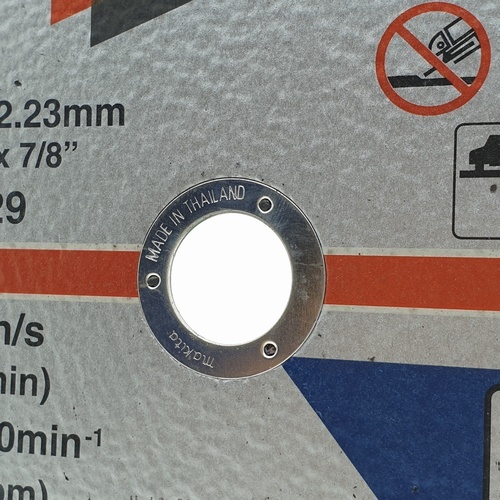 2.23mm
x 7/8”
29
MADE IN THAILAND
makita
/s
min)
0min-1